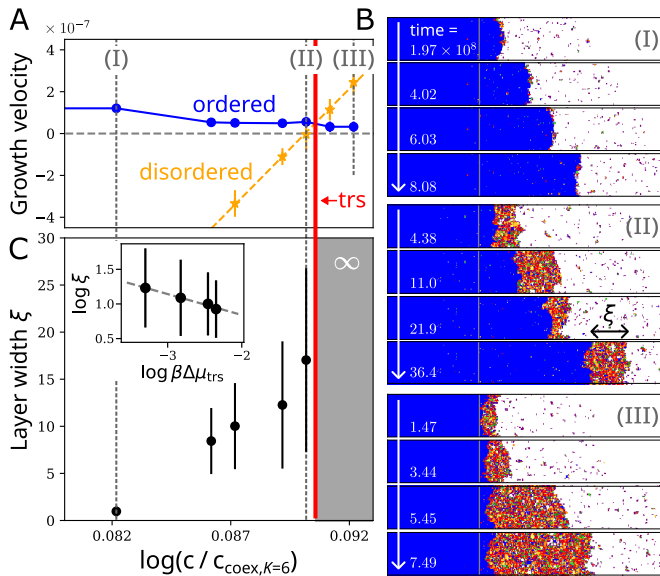 A
× 10⁻⁷
Growth velocity
4
2
0
−2
−4
(I)
(II)
(III)
ordered
disordered
←trs
C
Layer width ξ
30
25
20
15
10
5
0
∞
log ξ
1.5
1.0
0.5
−3
−2
log βΔμtrs
0.082
0.087
0.092
log(c / c_coex,K=6)
B
time =
1.97 × 10⁸
(I)
4.02
6.03
8.08
4.38
(II)
11.0
21.9
ξ
36.4
1.47
(III)
3.44
5.45
7.49